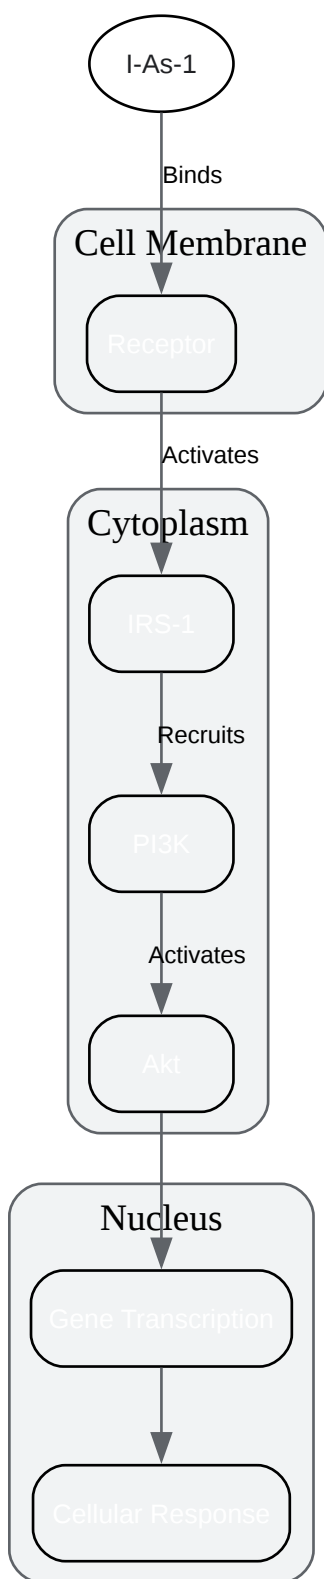 I-As-1
Binds
Cell Membrane
Receptor
Activates
Cytoplasm
IRS-1
Recruits
PI3K
Activates
Akt
Nucleus
Gene Transcription
Cellular Response